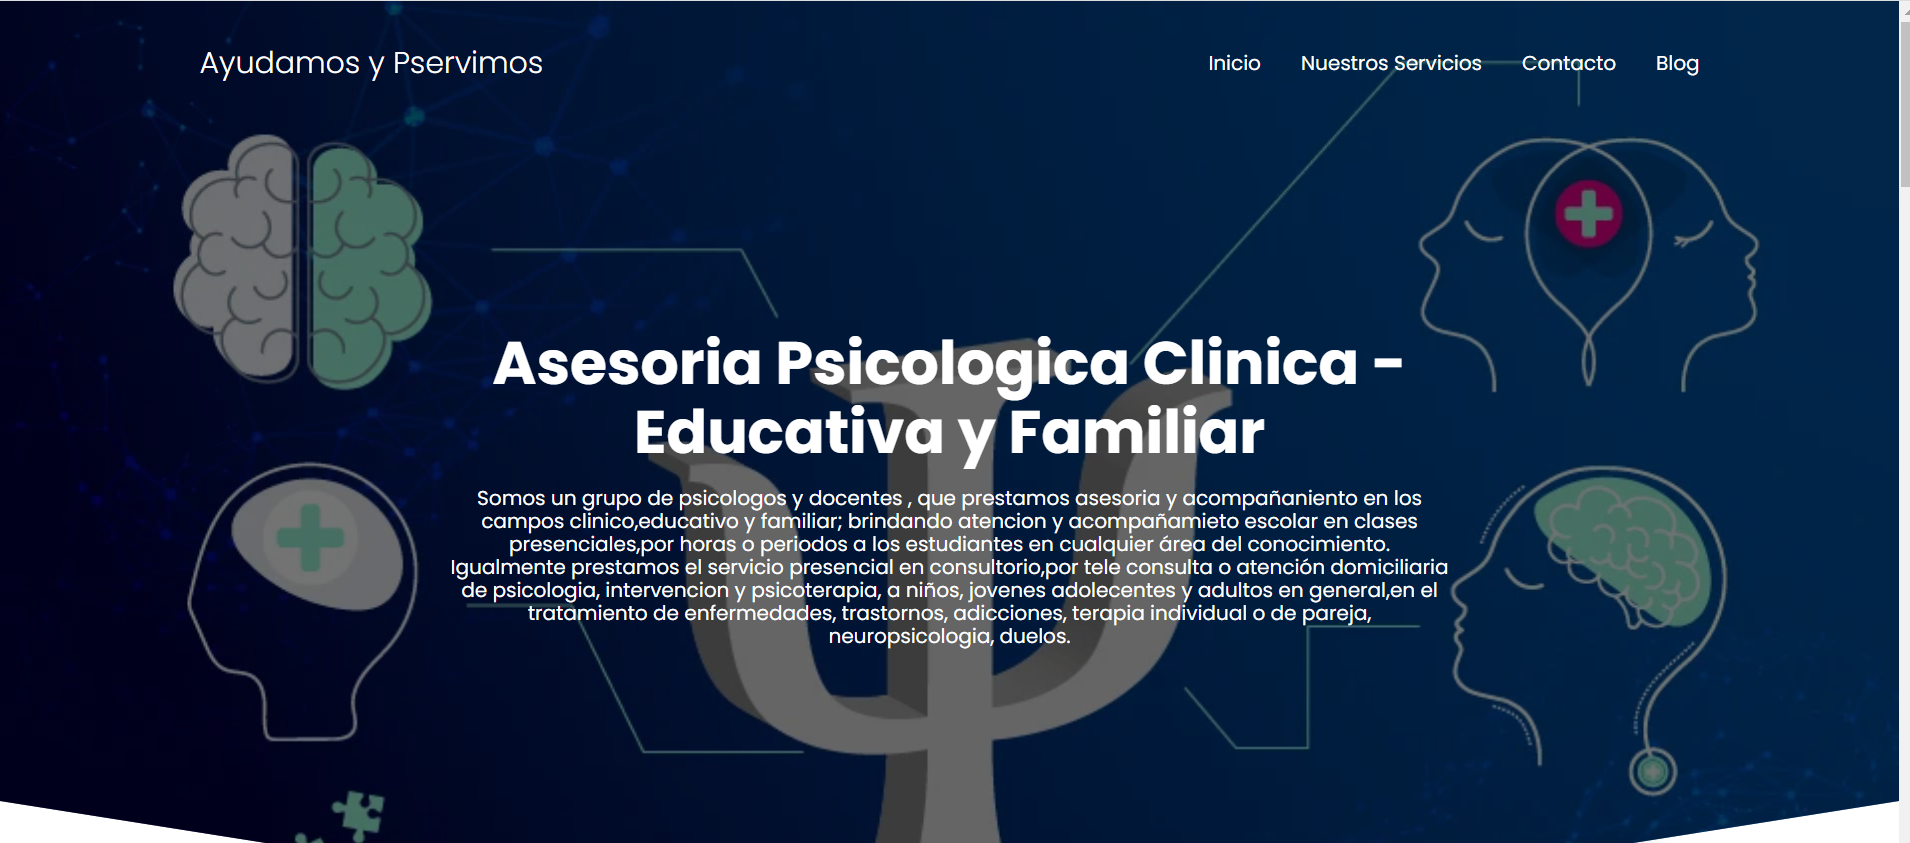 Ayudamos y Pservimos
Inicio
Nuestros Servicios
Contacto
Blog
Asesoria Psicologica Clinica -
Educativa y Familiar
Somos un grupo de psicologos y docentes , que prestamos asesoria y acompañaniento en los
campos clinico,educativo y familiar; brindando atencion y acompañamieto escolar en clases
presenciales,por horas o periodos a los estudiantes en cualquier área del conocimiento.
Igualmente prestamos el servicio presencial en consultorio,por tele consulta o atención domiciliaria
de psicologia, intervencion y psicoterapia, a niños, jovenes adolecentes y adultos en general,en el
tratamiento de enfermedades, trastornos, adicciones, terapia individual o de pareja,
neuropsicologia, duelos.